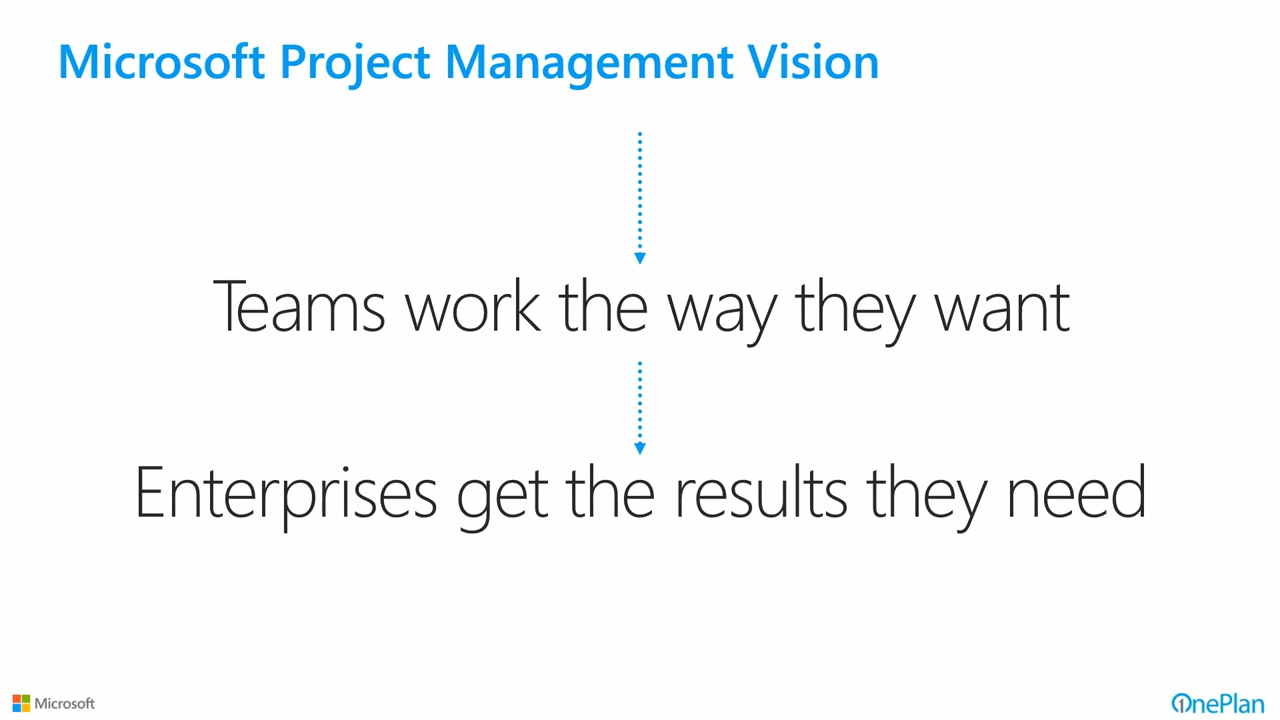 Microsoft Project Management Vision
Teams work the way they want
Enterprises get the results they need
Microsoft
OnePlan